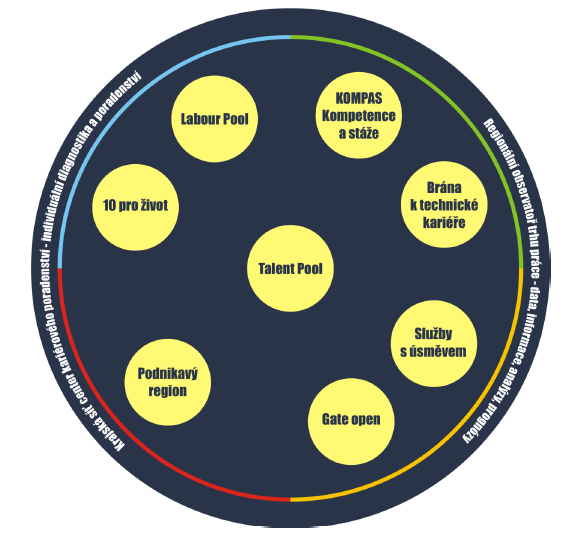 Krajská síť center kariérového poradenství - individuální diagnostika a poradenství
Regionální observatoř trhu práce - data, informace, analýzy, prognózy
Labour Pool
KOMPAS
Kompetence
a stáže
10 pro život
Brána
k technické
kariéře
Talent Pool
Služby
s úsměvem
Podnikavý
region
Gate open